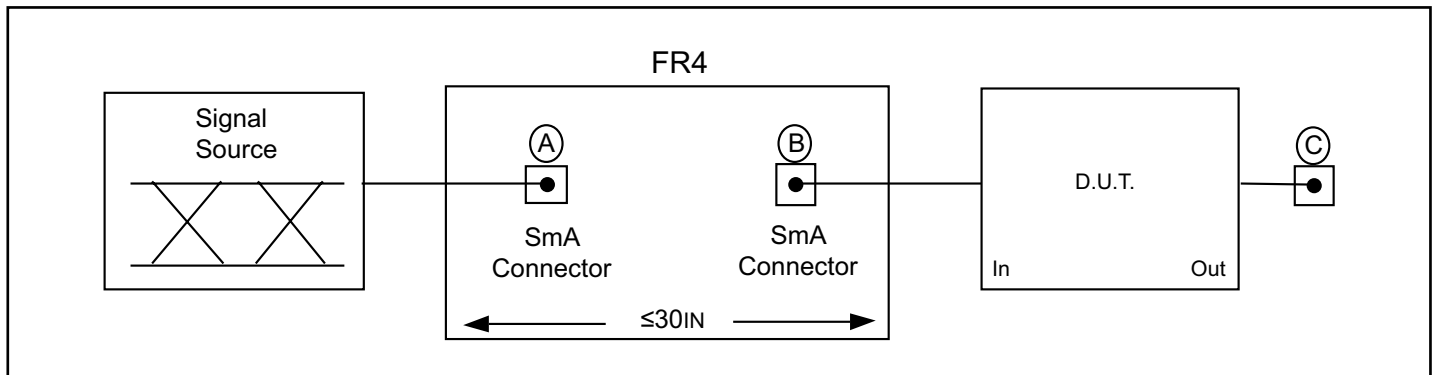 FR4
Signal
Source
A
SmA
Connector
B
SmA
Connector
≤30IN
D.U.T.
In
Out
C